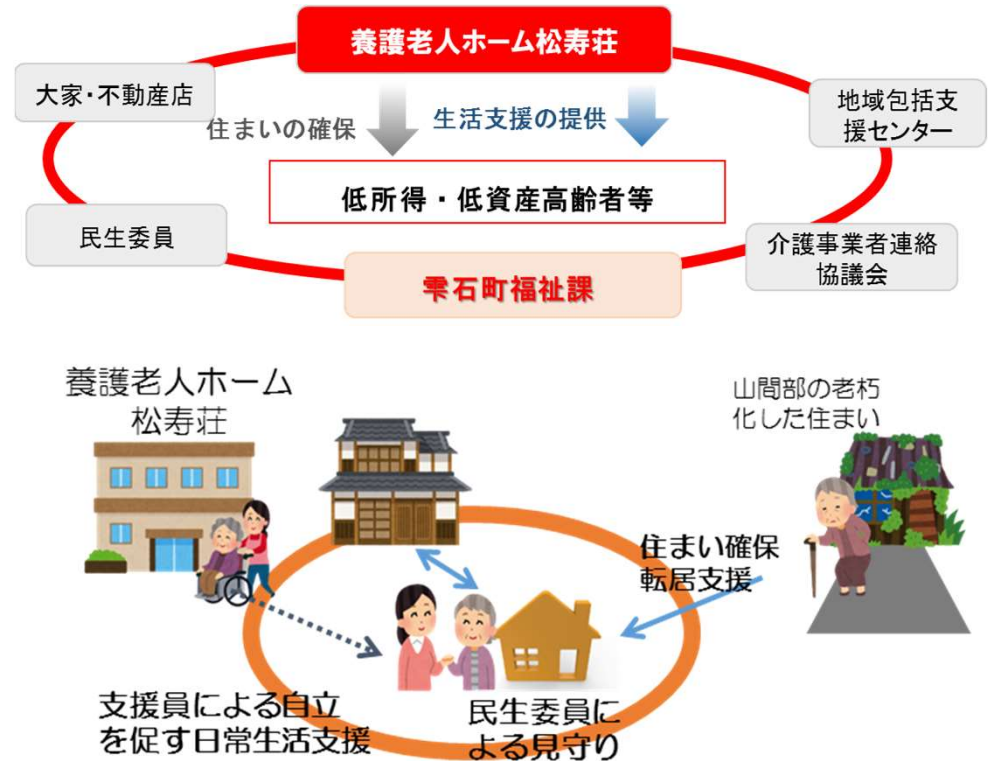 養護老人ホーム松寿荘
大家・不動産店
地域包括支
援センター
住まいの確保
生活支援の提供
低所得・低資産高齢者等
民生委員
介護事業者連絡
協議会
雫石町福祉課
養護老人ホーム
松寿荘
山間部の老朽
化した住まい
住まい確保
転居支援
支援員による自立
を促す日常生活支援
民生委員に
よる見守り